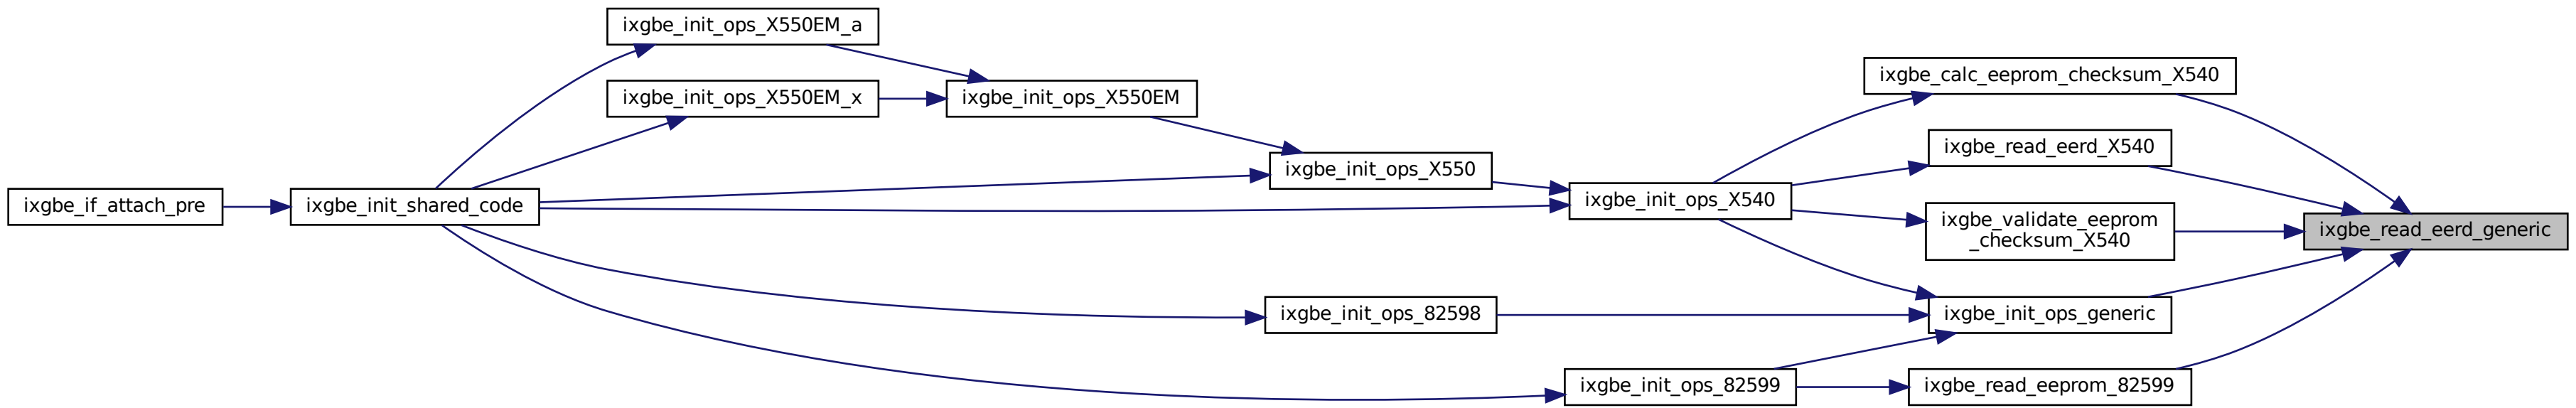 ixgbe_init_ops_X550EM_a
ixgbe_init_ops_X550EM_x
ixgbe_init_ops_X550EM
ixgbe_calc_eeprom_checksum_X540
ixgbe_read_eerd_X540
ixgbe_init_ops_X550
ixgbe_if_attach_pre
ixgbe_init_shared_code
ixgbe_init_ops_X540
ixgbe_validate_eeprom
_checksum_X540
ixgbe_read_eerd_generic
ixgbe_init_ops_82598
ixgbe_init_ops_generic
ixgbe_init_ops_82599
ixgbe_read_eeprom_82599